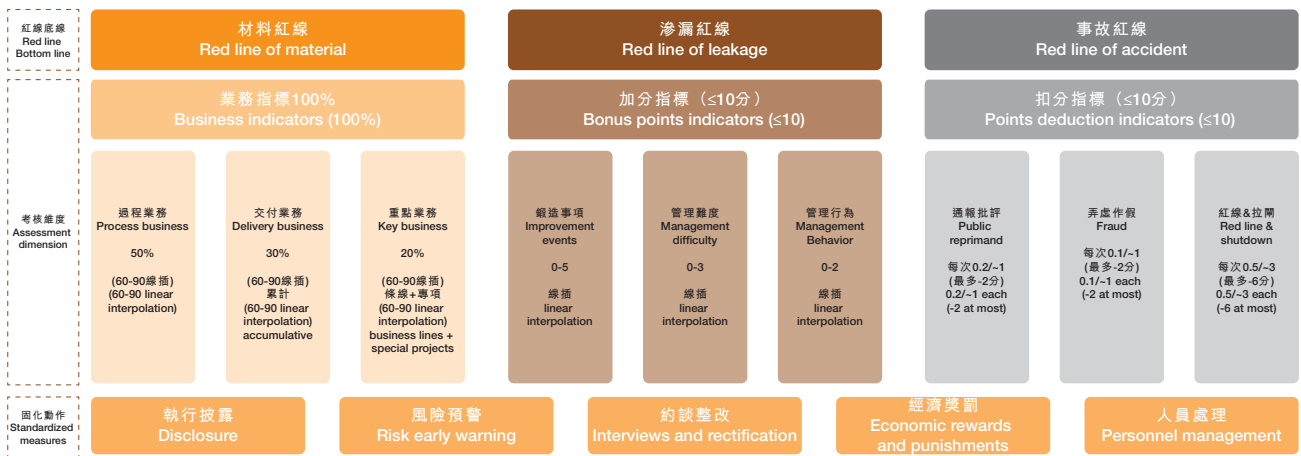 紅線底線
Red line
Bottom line
材料紅線
Red line of material
滲漏紅線
Red line of leakage
事故紅線
Red line of accident
考核維度
Assessment
dimension
業務指標100%
Business indicators (100%)
加分指標（≤10分）
Bonus points indicators (≤10)
扣分指標（≤10分）
Points deduction indicators (≤10)
過程業務
Process business
50%
(60-90線插)
(60-90 linear
interpolation)
交付業務
Delivery business
30%
(60-90線插)
累計
(60-90 linear
interpolation)
accumulative
重點業務
Key business
20%
(60-90線插)
條線+專項
(60-90 linear
interpolation)
business lines +
special projects
鍛造事項
Improvement
events
0-5
線插
linear
interpolation
管理難度
Management
difficulty
0-3
線插
linear
interpolation
管理行為
Management
Behavior
0-2
線插
linear
interpolation
通報批評
Public
reprimand
每次0.2/~1
(最多-2分)
0.2/~1 each
(-2 at most)
弄虛作假
Fraud
每次0.1/~1
(最多-2分)
0.1/~1 each
(-2 at most)
紅線&拉閘
Red line &
shutdown
每次0.5/~3
(最多-6分)
0.5/~3 each
(-6 at most)
固化動作
Standardized
measures
執行披露
Disclosure
風險預警
Risk early warning
約談整改
Interviews and rectification
經濟獎罰
Economic rewards
and punishments
人員處理
Personnel management